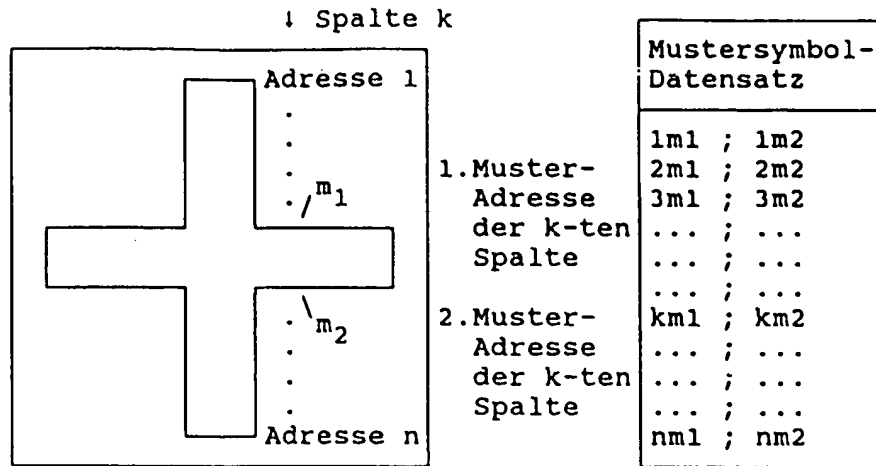 ↓ Spalte k
Adresse 1
.
.
.
.
m1
m2
.
.
.
.
Adresse n
1.Muster-
Adresse
der k-ten
Spalte
2.Muster-
Adresse
der k-ten
Spalte
Mustersymbol-
Datensatz
1m1 ; 1m2
2m1 ; 2m2
3m1 ; 3m2
... ; ...
... ; ...
... ; ...
km1 ; km2
... ; ...
... ; ...
... ; ...
nm1 ; nm2